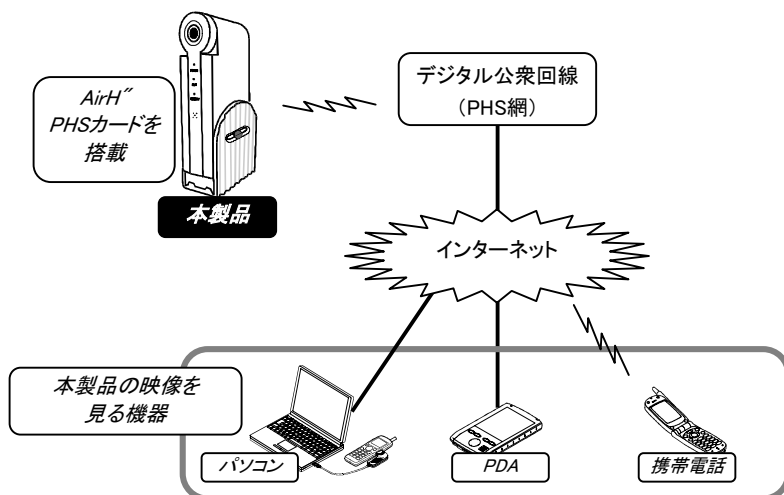 AirH″
PHSカードを
搭載
本製品
デジタル公衆回線
（PHS網）
インターネット
本製品の映像を
見る機器
パソコン
PDA
携帯電話